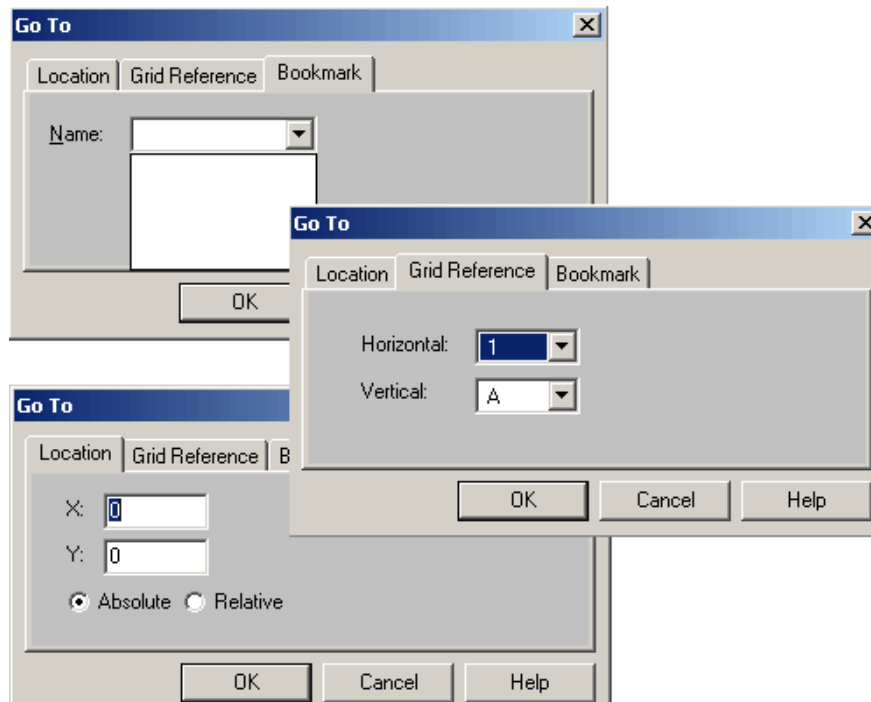 Go To
Location Grid Reference Bookmark
Name:
OK
Go To
Location Grid Reference Bookmark
Horizontal: 1
Vertical: A
OK Cancel Help
Go To
Location Grid Reference B
X: 0
Y: 0
Absolute Relative
OK Cancel Help